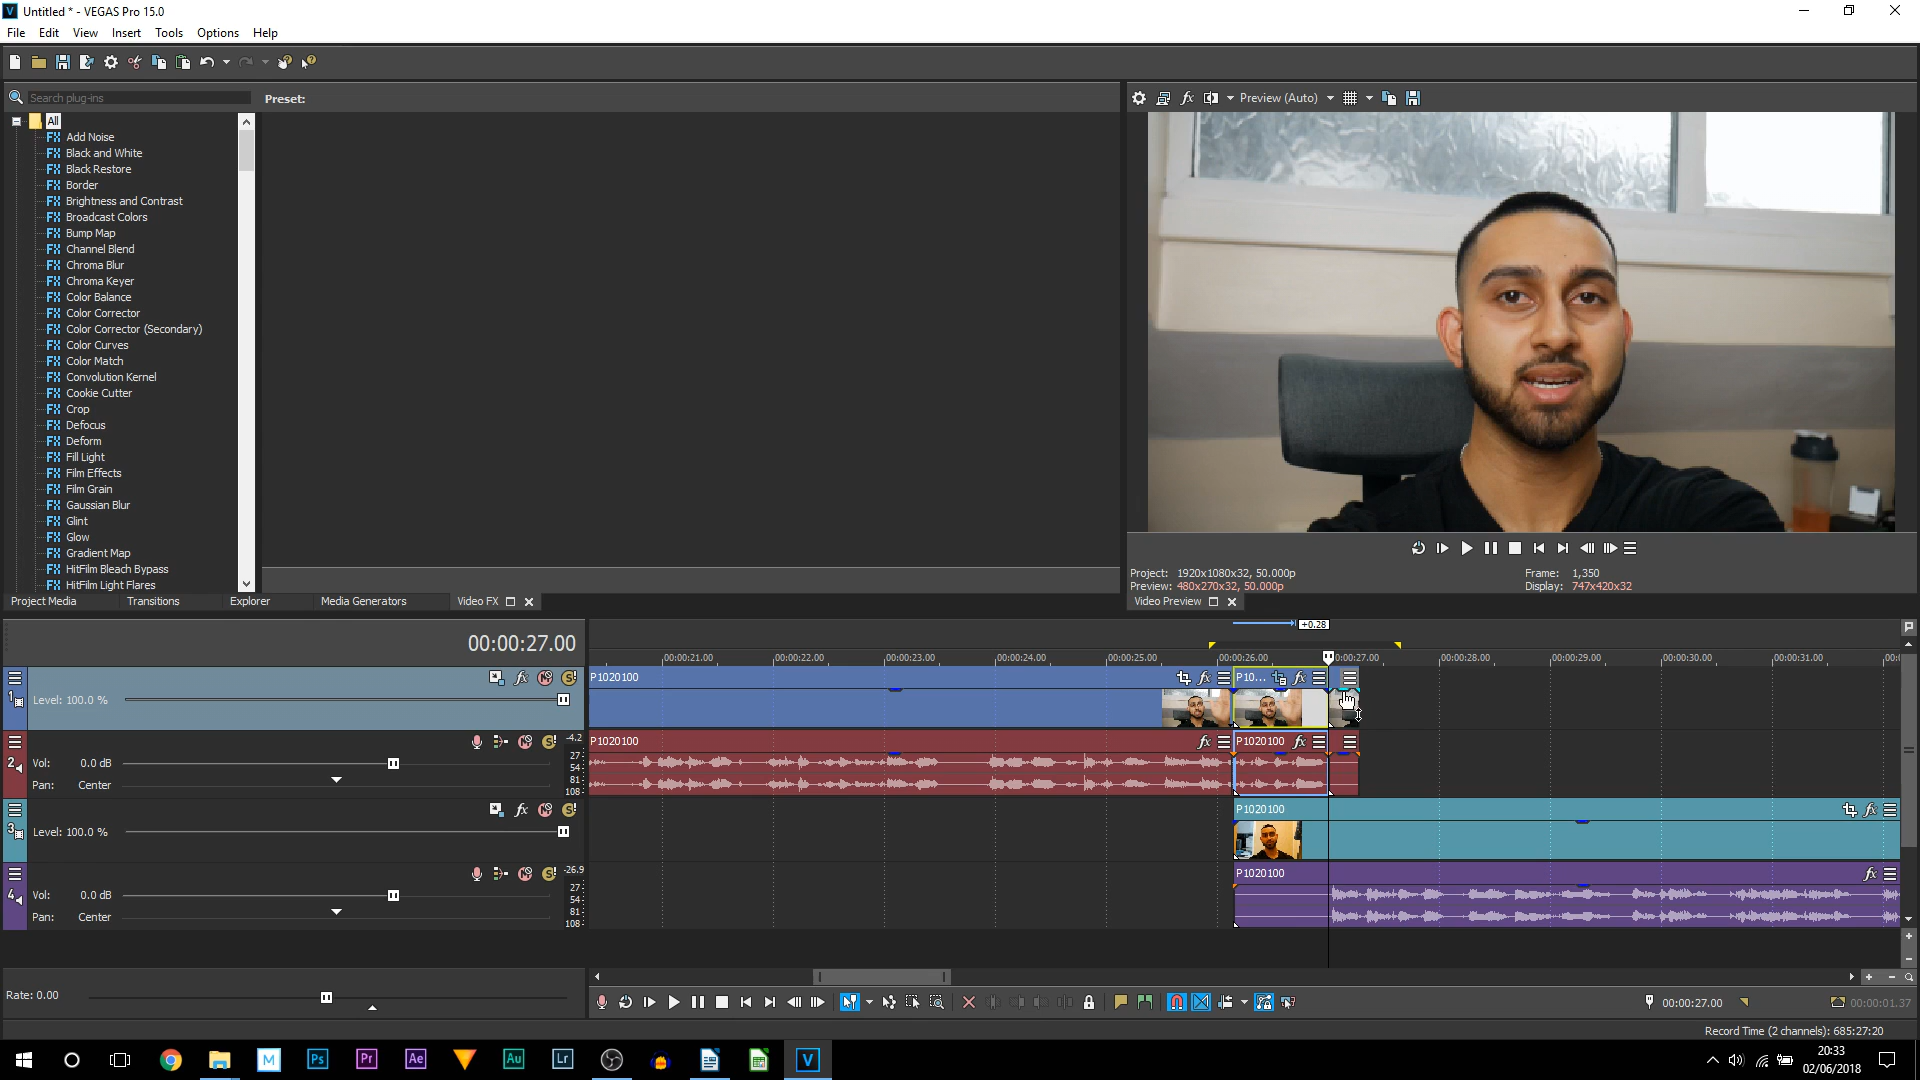 Untitled * - VEGAS Pro 15.0
File Edit View Insert Tools Options Help
Search plug-ins
Preset:
Preview (Auto)
All
Add Noise
Black and White
Black Restore
Border
Brightness and Contrast
Broadcast Colors
Bump Map
Channel Blend
Chroma Blur
Chroma Keyer
Color Balance
Color Corrector
Color Corrector (Secondary)
Color Curves
Color Match
Convolution Kernel
Cookie Cutter
Crop
Defocus
Deform
Fill Light
Film Effects
Film Grain
Gaussian Blur
Glint
Glow
Gradient Map
HitFilm Bleach Bypass
HitFilm Light Flares
Project Media Transitions Explorer Media Generators Video FX
Project: 1920x1080x32, 50.000p Frame: 1,350
Preview: 480x270x32, 50.000p Display: 747x420x32
Video Preview
00:00:27.00
+0.28
00:00:21.00 00:00:22.00 00:00:23.00 00:00:24.00 00:00:25.00 00:00:26.00 00:00:27.00 00:00:28.00 00:00:29.00 00:00:30.00 00:00:31.00
1
Level: 100.0 %
P1020100 P10...
2
Vol: 0.0 dB
Pan: Center
-4.2
27
54
81
108
P1020100 P1020100
3
Level: 100.0 %
P1020100
4
Vol: 0.0 dB
Pan: Center
-26.9
27
54
81
108
P1020100
Rate: 0.00
00:00:27.00 00:00:01.37
Record Time (2 channels): 685:27:20
M Ps Pr Ae Au Lr V
20:33
02/06/2018